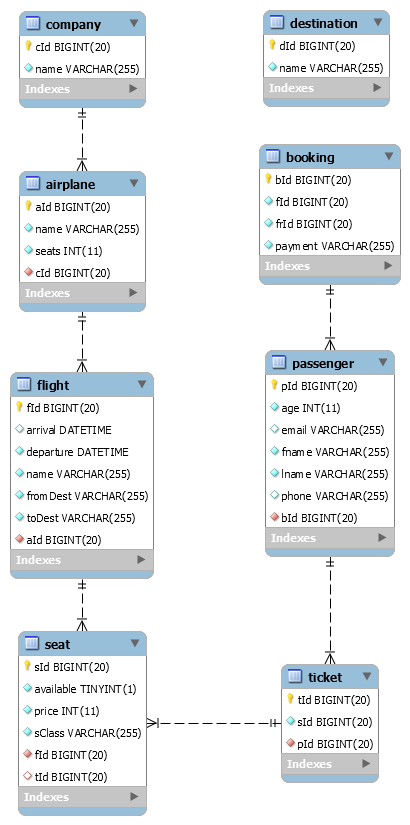 company
cId BIGINT(20)
name VARCHAR(255)
Indexes
airplane
aId BIGINT(20)
name VARCHAR(255)
seats INT(11)
cId BIGINT(20)
Indexes
flight
fId BIGINT(20)
arrival DATETIME
departure DATETIME
name VARCHAR(255)
fromDest VARCHAR(255)
toDest VARCHAR(255)
aId BIGINT(20)
Indexes
seat
sId BIGINT(20)
available TINYINT(1)
price INT(11)
sClass VARCHAR(255)
fId BIGINT(20)
tId BIGINT(20)
Indexes
destination
dId BIGINT(20)
name VARCHAR(255)
Indexes
booking
bId BIGINT(20)
fId BIGINT(20)
frId BIGINT(20)
payment VARCHAR(255)
Indexes
passenger
pId BIGINT(20)
age INT(11)
email VARCHAR(255)
fname VARCHAR(255)
lname VARCHAR(255)
phone VARCHAR(255)
bId BIGINT(20)
Indexes
ticket
tId BIGINT(20)
sId BIGINT(20)
pId BIGINT(20)
Indexes